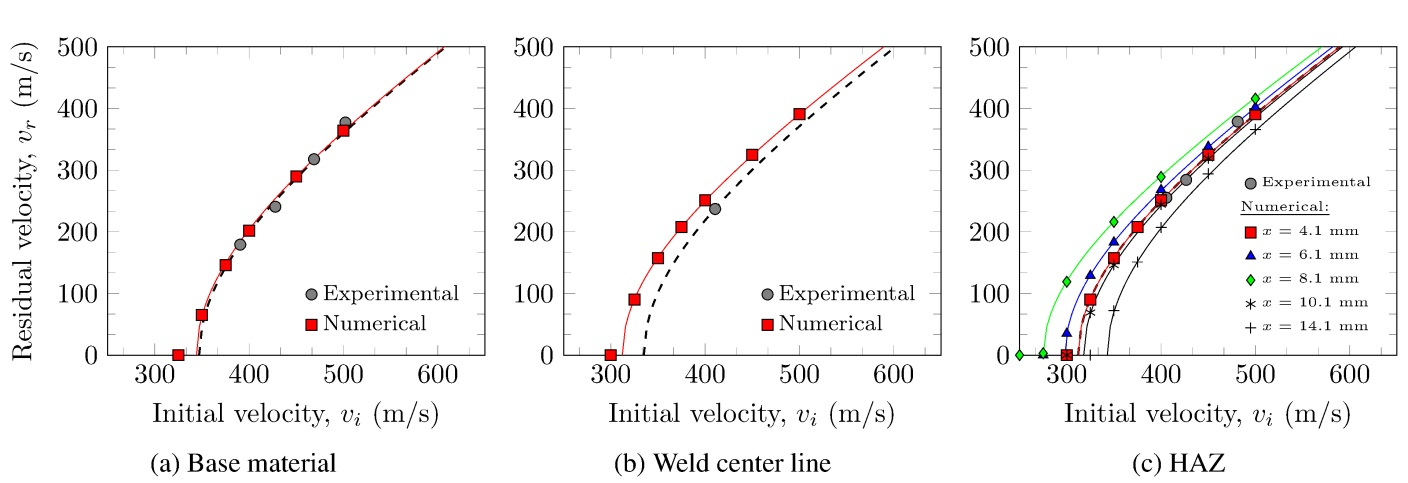 Residual velocity, v_r (m/s)
500
400
300
200
100
0
300 400 500 600
Initial velocity, v_i (m/s)
Experimental
Numerical
(a) Base material
500
400
300
200
100
0
300 400 500 600
Initial velocity, v_i (m/s)
Experimental
Numerical
(b) Weld center line
500
400
300
200
100
0
300 400 500 600
Initial velocity, v_i (m/s)
Experimental
Numerical:
x = 4.1 mm
x = 6.1 mm
x = 8.1 mm
x = 10.1 mm
x = 14.1 mm
(c) HAZ